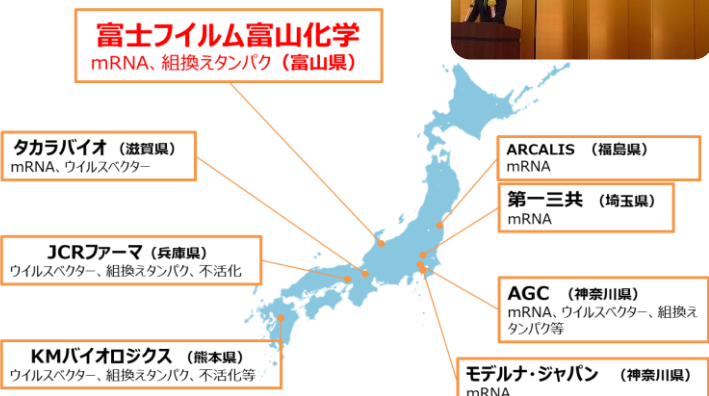 富士フイルム富山化学
mRNA、組換えタンパク（富山県）
タカラバイオ （滋賀県）
mRNA、ウイルスベクター
ARCALIS （福島県）
mRNA
第一三共 （埼玉県）
mRNA
JCRファーマ（兵庫県）
ウイルスベクター、組換えタンパク、不活化
AGC （神奈川県）
mRNA、ウイルスベクター、組換え
タンパク等
KMバイオロジクス （熊本県）
ウイルスベクター、組換えタンパク、不活化等
モデルナ・ジャパン （神奈川県）
mRNA